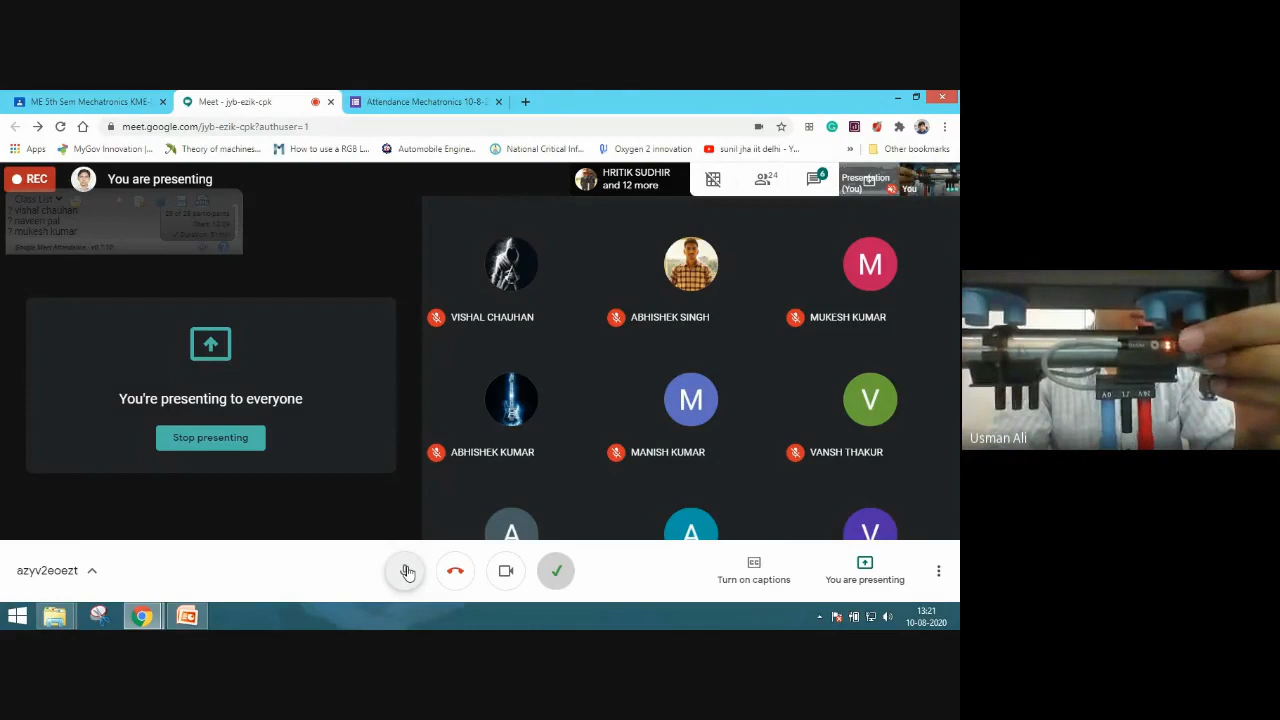 ME 5th Sem Mechatronics KME-
Meet - jyb-ezik-cpk
Attendance Mechatronics 10-8-..
meet.google.com/jyb-ezik-cpk?authuser=1
Apps
MyGov Innovation |...
Theory of machines...
How to use a RGB L...
Automobile Engine...
National Critical Inf...
Oxygen 2 innovation
sunil jha iit delhi - Y...
»
Other bookmarks
REC
You are presenting
HRITIK SUDHIR
and 12 more
24
6
Presentation
(You)
You
Class List
? vishal chauhan
? naveen pal
? mukesh kumar
VISHAL CHAUHAN
ABHISHEK SINGH
M
MUKESH KUMAR
You're presenting to everyone
Stop presenting
ABHISHEK KUMAR
M
MANISH KUMAR
V
VANSH THAKUR
A
A
V
Usman Ali
azyv2eoezt
CC
Turn on captions
You are presenting
13:21
10-08-2020